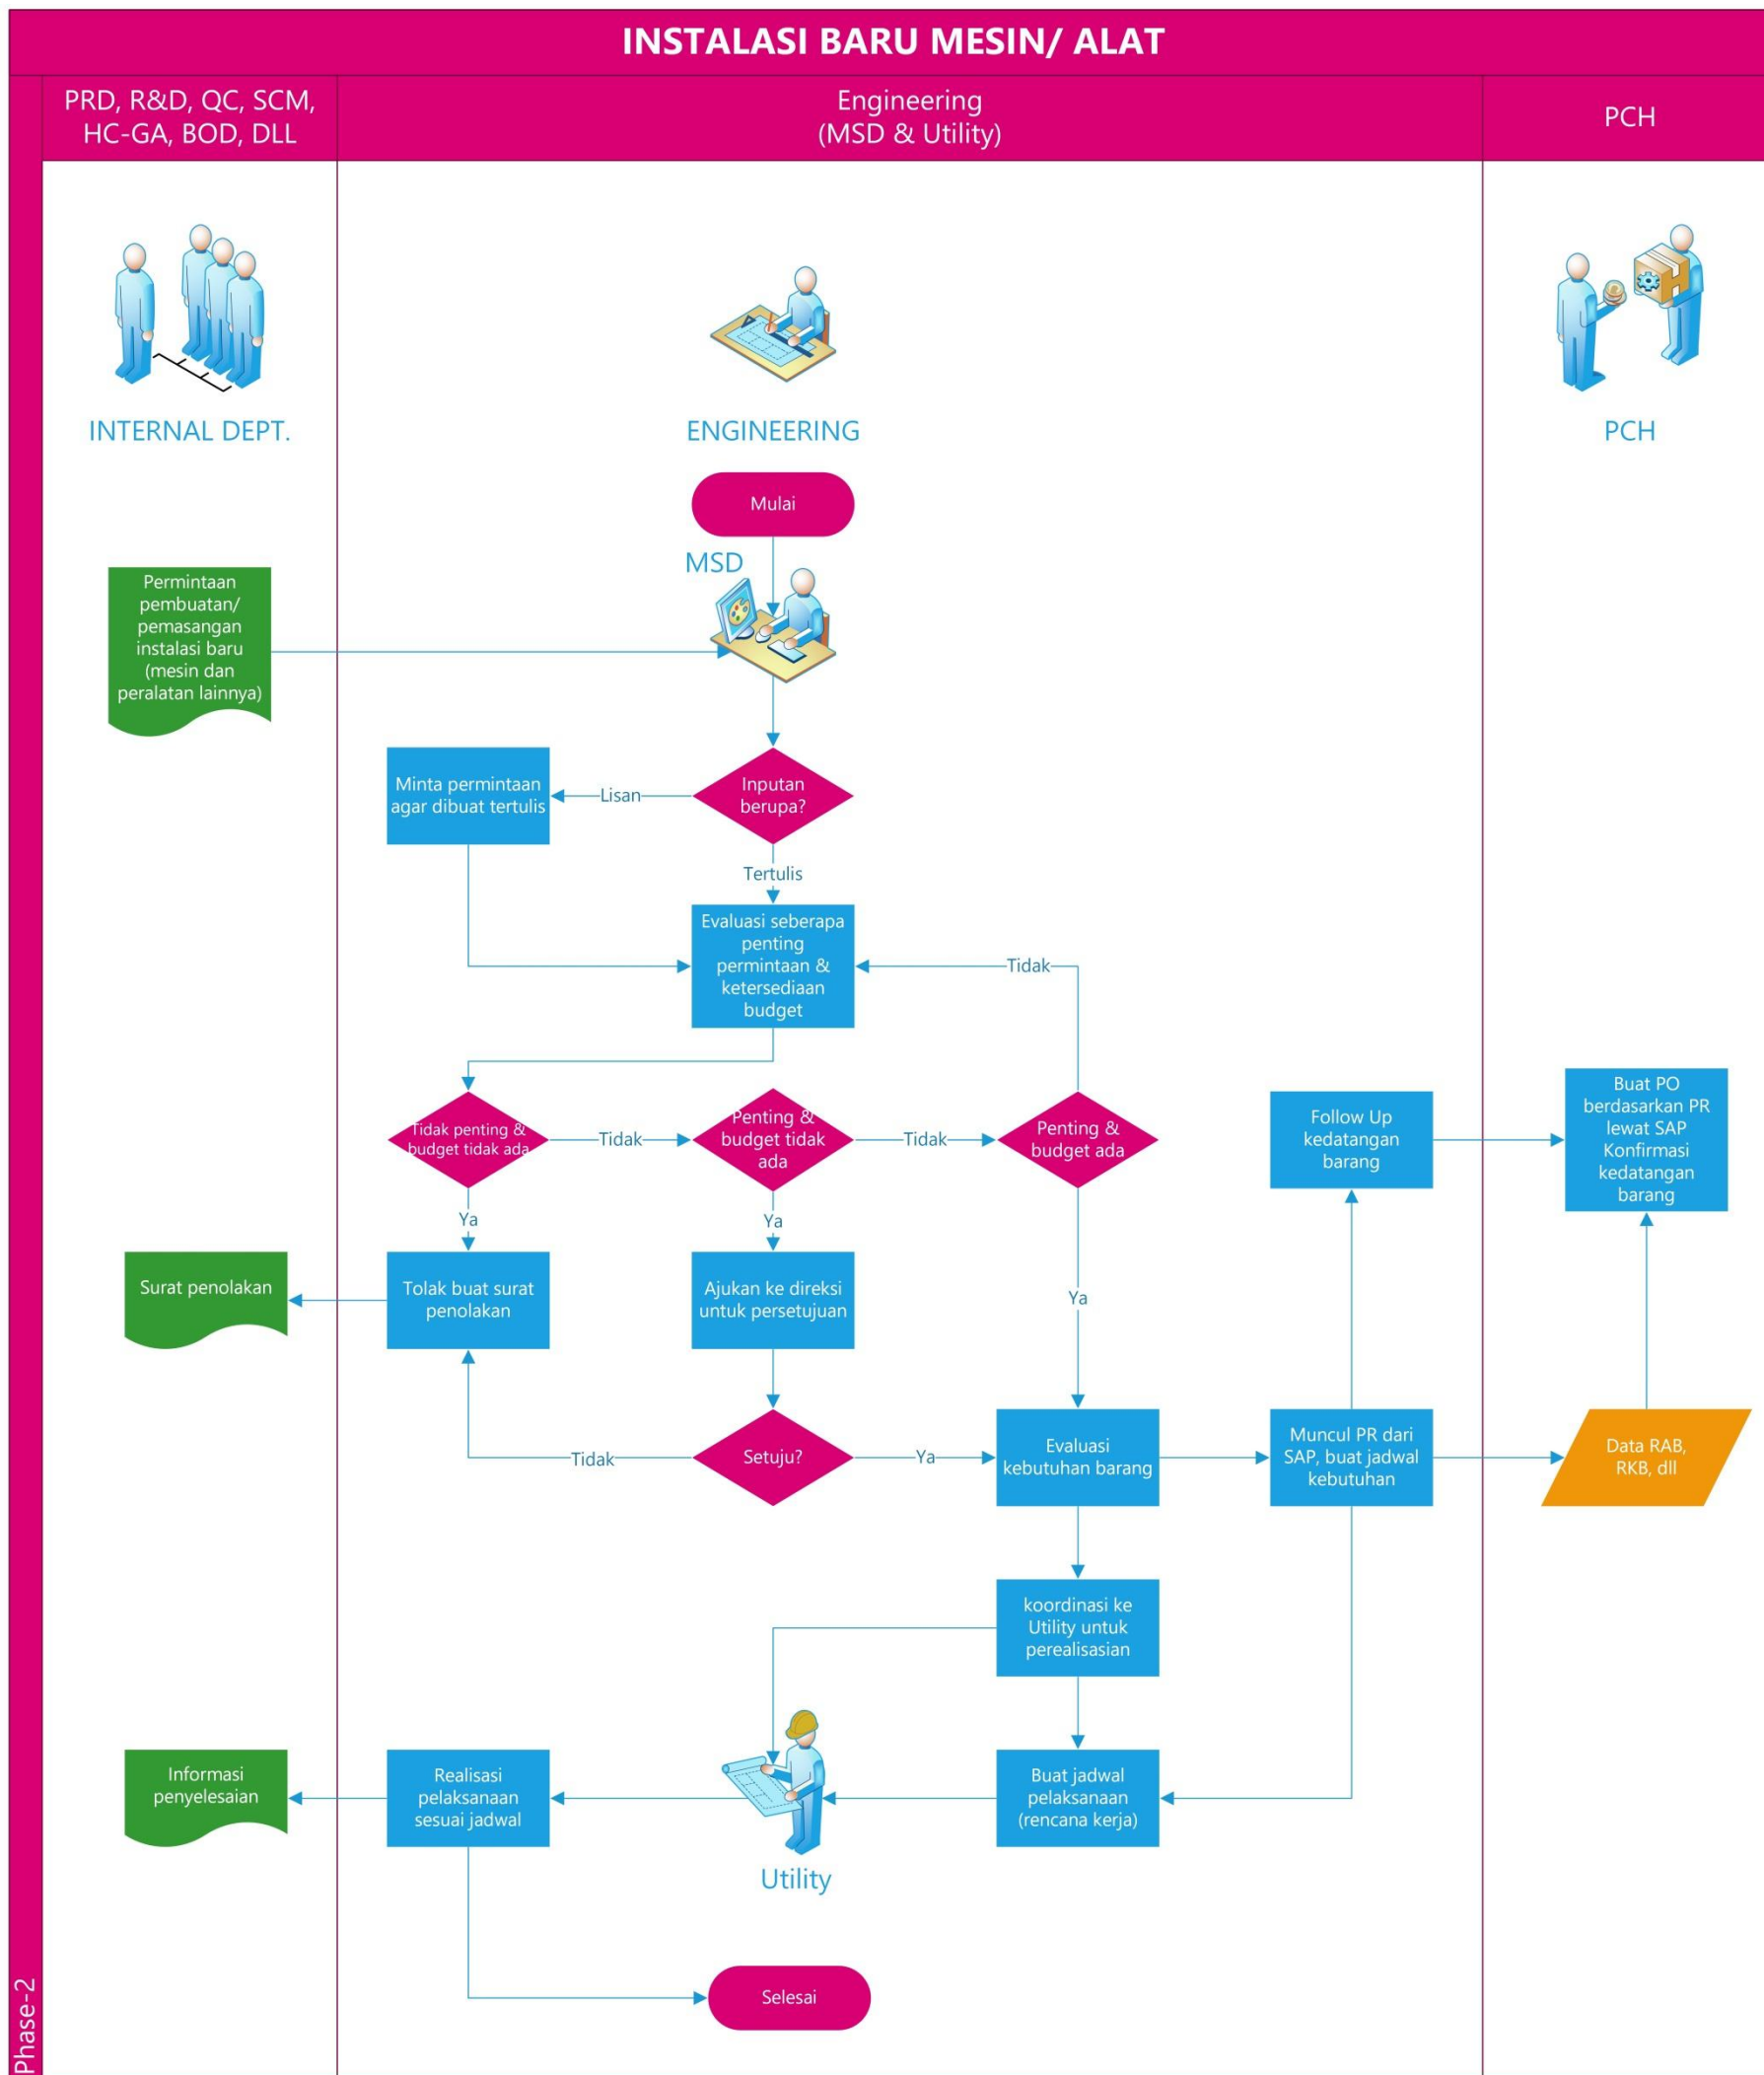 INSTALASI BARU MESIN/ ALAT
PRD, R&D, QC, SCM,
HC-GA, BOD, DLL
Engineering
(MSD & Utility)
PCH
INTERNAL DEPT.
ENGINEERING
PCH
Mulai
MSD
Permintaan
pembuatan/
pemasangan
instalasi baru
(mesin dan
peralatan lainnya)
Minta permintaan
agar dibuat tertulis
Lisan
Inputan
berupa?
Tertulis
Evaluasi seberapa
penting
permintaan &
ketersediaan
budget
Tidak
Tidak penting &
budget tidak ada
Tidak
Penting &
budget tidak
ada
Tidak
Penting &
budget ada
Follow Up
kedatangan
barang
Buat PO
berdasarkan PR
lewat SAP
Konfirmasi
kedatangan
barang
Ya
Ya
Ya
Surat penolakan
Tolak buat surat
penolakan
Ajukan ke direksi
untuk persetujuan
Tidak
Setuju?
Ya
Evaluasi
kebutuhan barang
Muncul PR dari
SAP, buat jadwal
kebutuhan
Data RAB,
RKB, dll
koordinasi ke
Utility untuk
perealisasian
Informasi
penyelesaian
Realisasi
pelaksanaan
sesuai jadwal
Utility
Buat jadwal
pelaksanaan
(rencana kerja)
Selesai
Phase-2